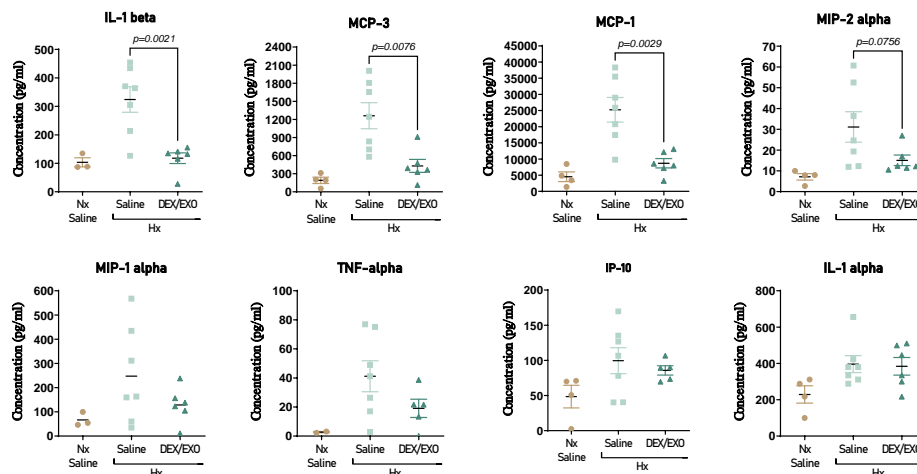 IL-1 beta
p=0.0021
Concentration (pg/ml)
500
400
300
200
100
0
Nx
Saline
DEX/EXO
Saline
Hx
MCP-3
p=0.0076
Concentration (pg/ml)
2400
2100
1800
1500
1200
900
600
300
0
Nx
Saline
DEX/EXO
Saline
Hx
MCP-1
p=0.0029
Concentration (pg/ml)
45000
40000
35000
30000
25000
20000
15000
10000
5000
0
Nx
Saline
DEX/EXO
Saline
Hx
MIP-2 alpha
p=0.0756
Concentration (pg/ml)
70
60
50
40
30
20
10
0
Nx
Saline
DEX/EXO
Saline
Hx
MIP-1 alpha
Concentration (pg/ml)
600
500
400
300
200
100
0
Nx
Saline
DEX/EXO
Saline
Hx
TNF-alpha
Concentration (pg/ml)
100
80
60
40
20
0
Nx
Saline
DEX/EXO
Saline
Hx
IP-10
Concentration (pg/ml)
200
150
100
50
0
Nx
Saline
DEX/EXO
Saline
Hx
IL-1 alpha
Concentration (pg/ml)
800
600
400
200
0
Nx
Saline
DEX/EXO
Saline
Hx